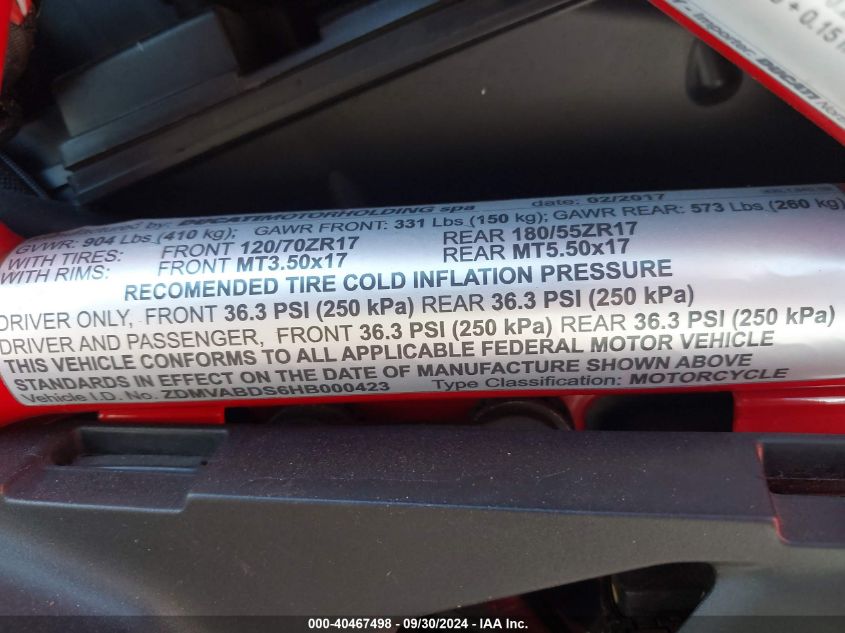 + 0.15
Importer: DUCATI
by: DUCATIMOTORHOLDING spa date: 02/2017
GVWR: 904 Lbs (410 kg); GAWR FRONT: 331 Lbs (150 kg); GAWR REAR: 573 Lbs (260 kg)
WITH TIRES: FRONT 120/70ZR17 REAR 180/55ZR17
WITH RIMS: FRONT MT3.50x17 REAR MT5.50x17
RECOMENDED TIRE COLD INFLATION PRESSURE
DRIVER ONLY, FRONT 36.3 PSI (250 kPa) REAR 36.3 PSI (250 kPa)
DRIVER AND PASSENGER, FRONT 36.3 PSI (250 kPa) REAR 36.3 PSI (250 kPa)
THIS VEHICLE CONFORMS TO ALL APPLICABLE FEDERAL MOTOR VEHICLE
STANDARDS IN EFFECT ON THE DATE OF MANUFACTURE SHOWN ABOVE
Vehicle I.D. No. ZDMVABDS6HB000423 Type Classification: MOTORCYCLE
000-40467498 - 09/30/2024 - IAA Inc.